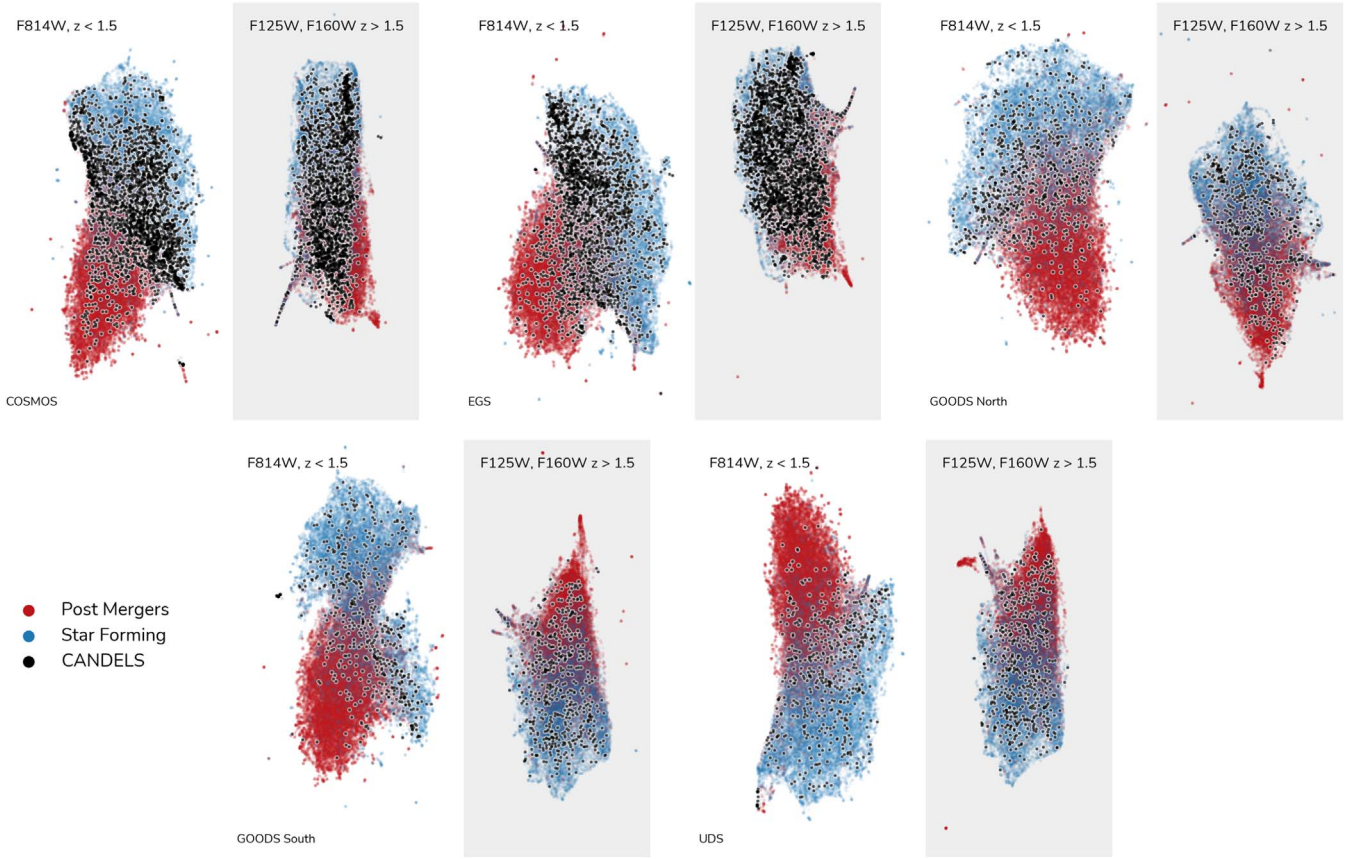 F814W, z < 1.5
F125W, F160W z > 1.5
F814W, z < 1.5
F125W, F160W z > 1.5
F814W, z < 1.5
F125W, F160W z > 1.5
COSMOS
EGS
GOODS North
F814W, z < 1.5
F125W, F160W z > 1.5
F814W, z < 1.5
F125W, F160W z > 1.5
Post Mergers
Star Forming
CANDELS
GOODS South
UDS